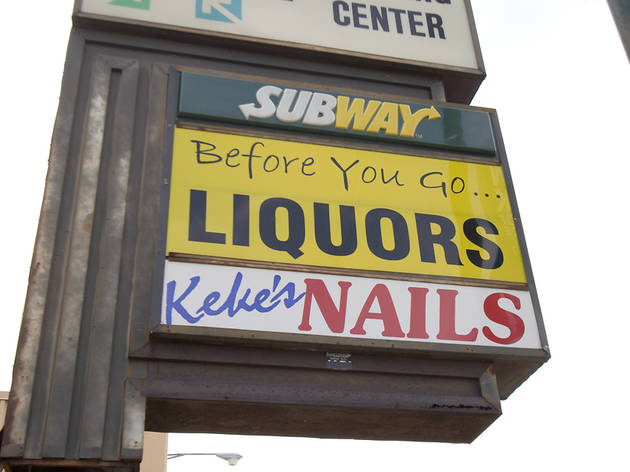 CENTER
SUBWAY
Before You Go...
LIQUORS
Keke's NAILS